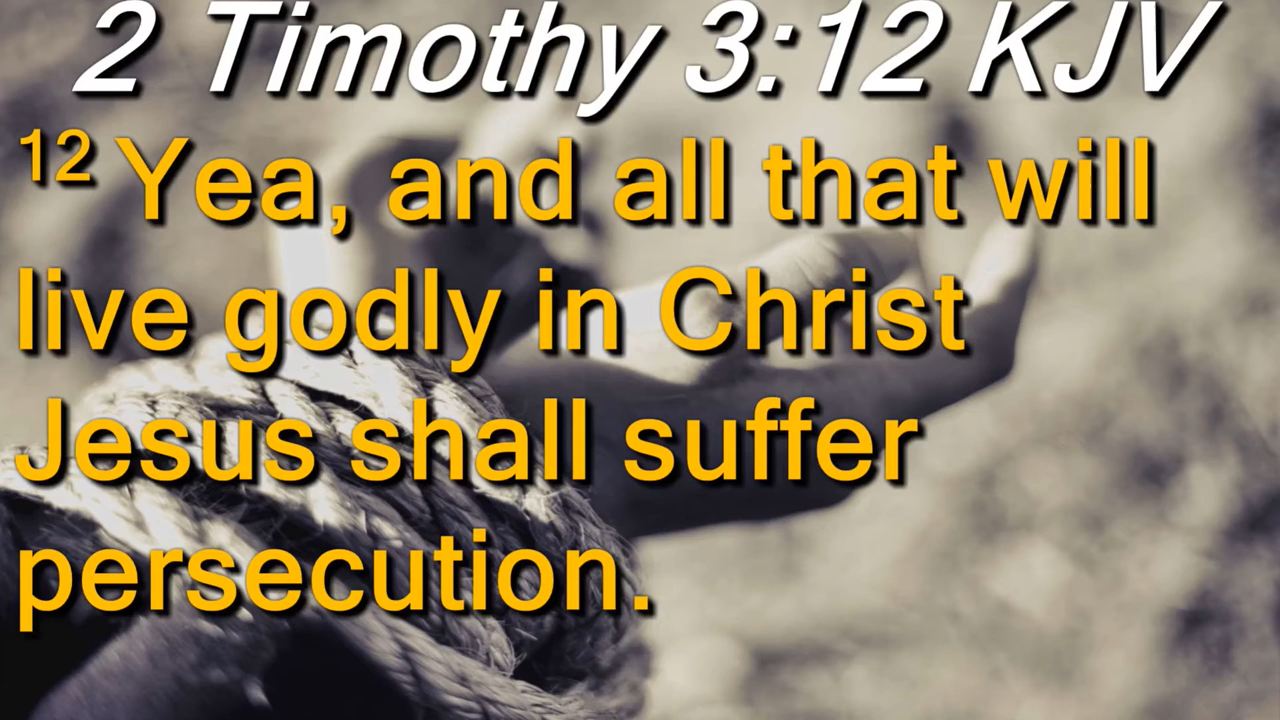 2 Timothy 3:12 KJV
12 Yea, and all that will
live godly in Christ
Jesus shall suffer
persecution.